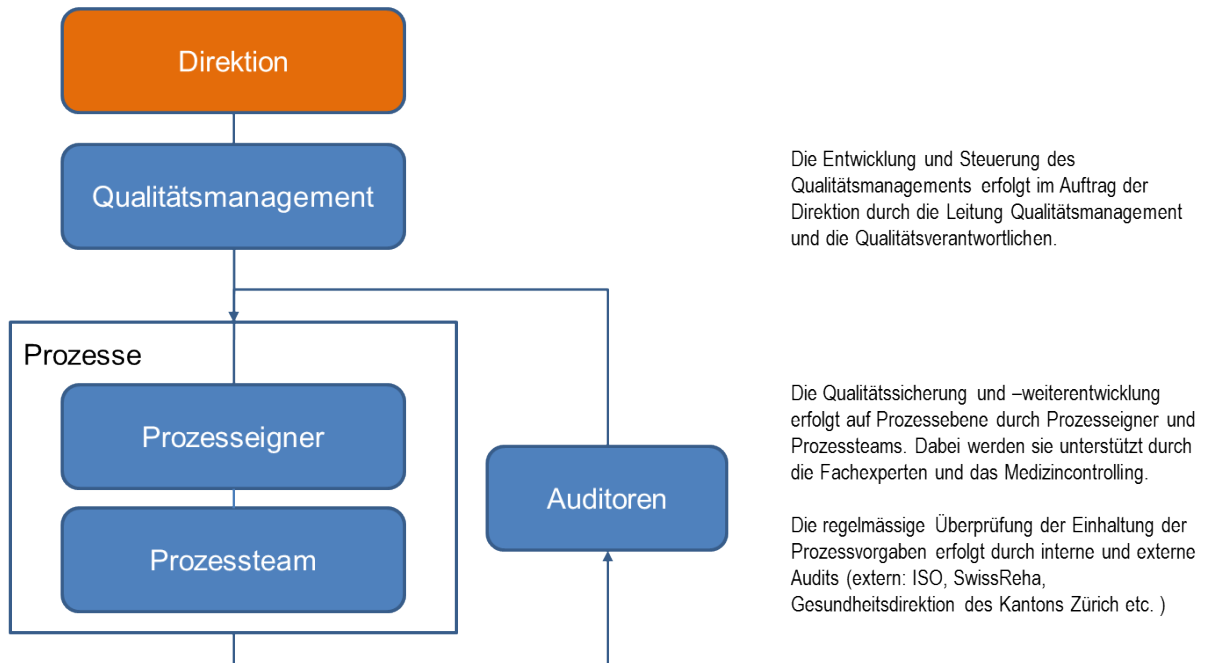 Direktion
Qualitätsmanagement
Die Entwicklung und Steuerung des
Qualitätsmanagements erfolgt im Auftrag der
Direktion durch die Leitung Qualitätsmanagement
und die Qualitätsverantwortlichen.
Prozesse
Prozesseigner
Prozessteam
Auditoren
Die Qualitätssicherung und –weiterentwicklung
erfolgt auf Prozessebene durch Prozesseigner und
Prozessteams. Dabei werden sie unterstützt durch
die Fachexperten und das Medizincontrolling.
Die regelmässige Überprüfung der Einhaltung der
Prozessvorgaben erfolgt durch interne und externe
Audits (extern: ISO, SwissReha,
Gesundheitsdirektion des Kantons Zürich etc. )